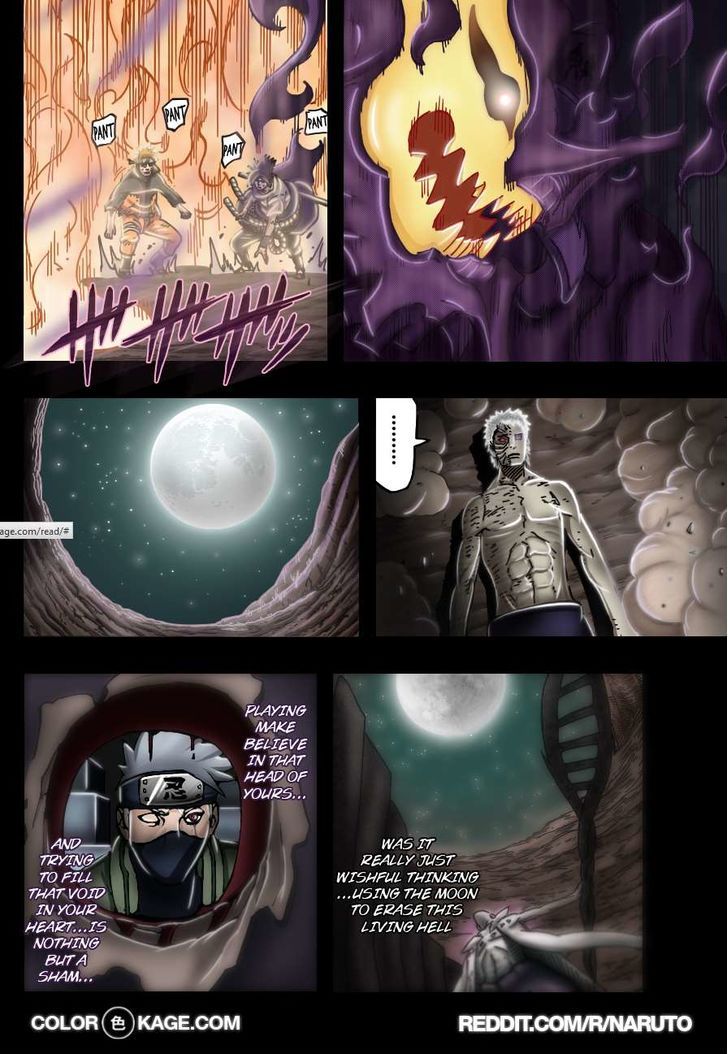 PANT
PANT
PANT
PANT
.........
age.com/read/#
PLAYING
MAKE
BELIEVE
IN THAT
HEAD OF
YOURS...
AND
TRYING
TO FILL
THAT VOID
IN YOUR
HEART...IS
NOTHING
BUT A
SHAM...
忍
WAS IT
REALLY JUST
WISHFUL THINKING
...USING THE MOON
TO ERASE THIS
LIVING HELL
COLOR 色 KAGE.COM
REDDIT.COM/R/NARUTO